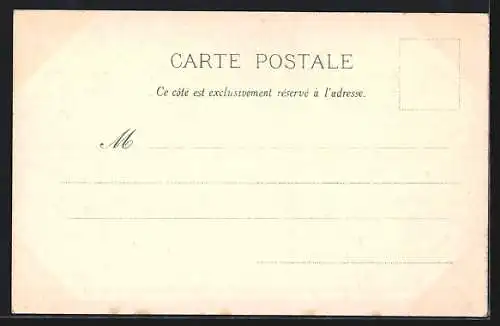 CARTE POSTALE
Ce côté est exclusivement réservé à l'adresse.
M